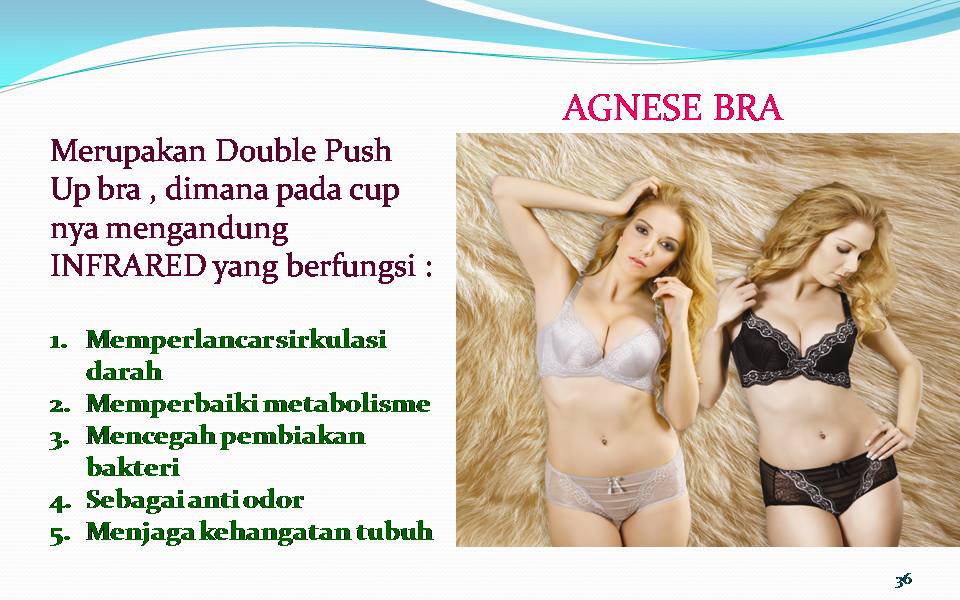 AGNESE BRA
Merupakan Double Push
Up bra , dimana pada cup
nya mengandung
INFRARED yang berfungsi :
1. Memperlancar sirkulasi
darah
2. Memperbaiki metabolisme
3. Mencegah pembiakan
bakteri
4. Sebagai anti odor
5. Menjaga kehangatan tubuh
36